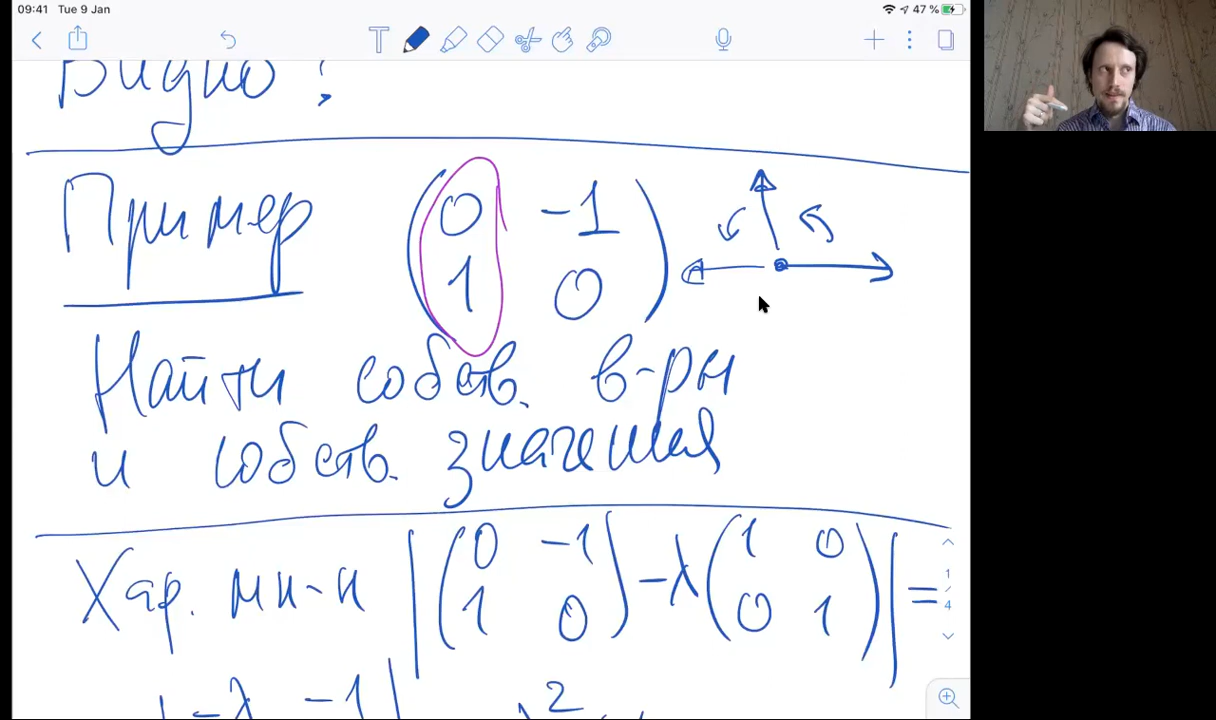 09:41 Tue 9 Jan 47 %
Видно?
Пример ( 0 -1
1 0 )
Найти собств. в-ры
и собств. значения
Хар. мн-н |( 0 -1
1 0 ) -λ ( 1 0
0 1 )| =
1
4
-λ -1 |